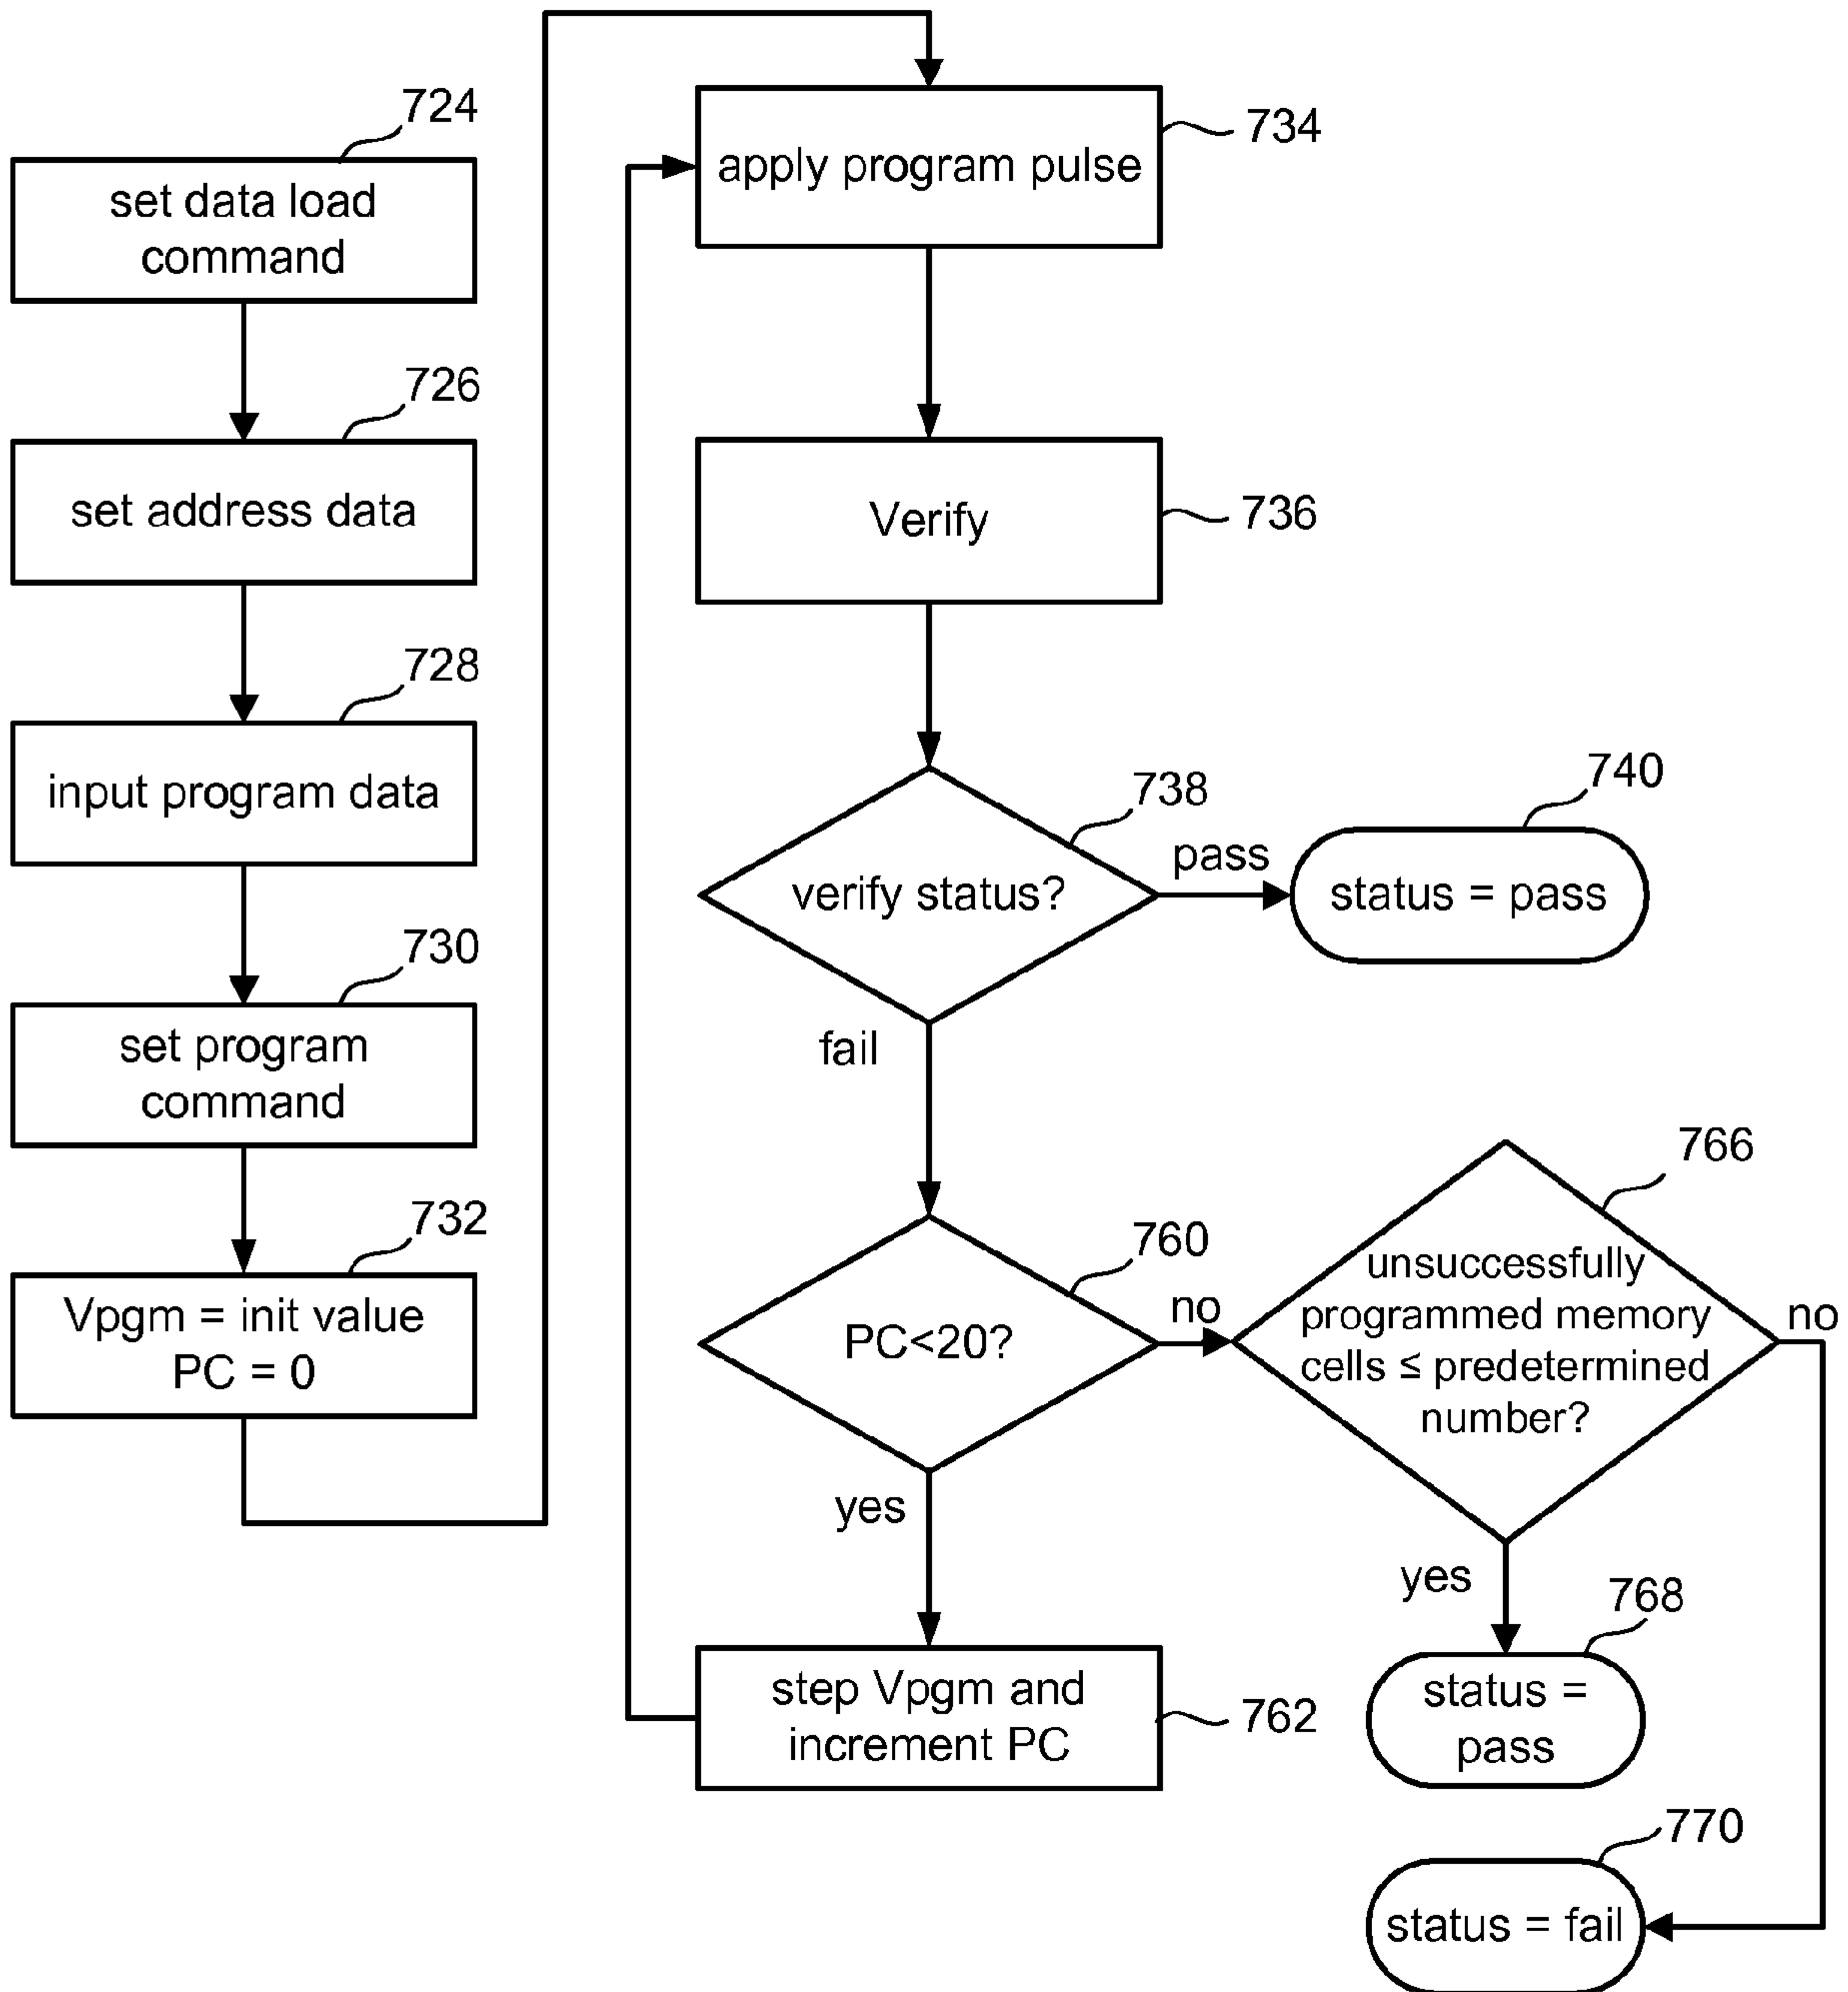 724
set data load
command
726
set address data
728
input program data
730
set program
command
732
Vpgm = init value
PC = 0
734
apply program pulse
736
Verify
738
verify status?
pass
740
status = pass
fail
760
PC<20?
no
766
unsuccessfully
programmed memory
cells ≤ predetermined
number?
no
yes
762
step Vpgm and
increment PC
yes
768
status =
pass
770
status = fail